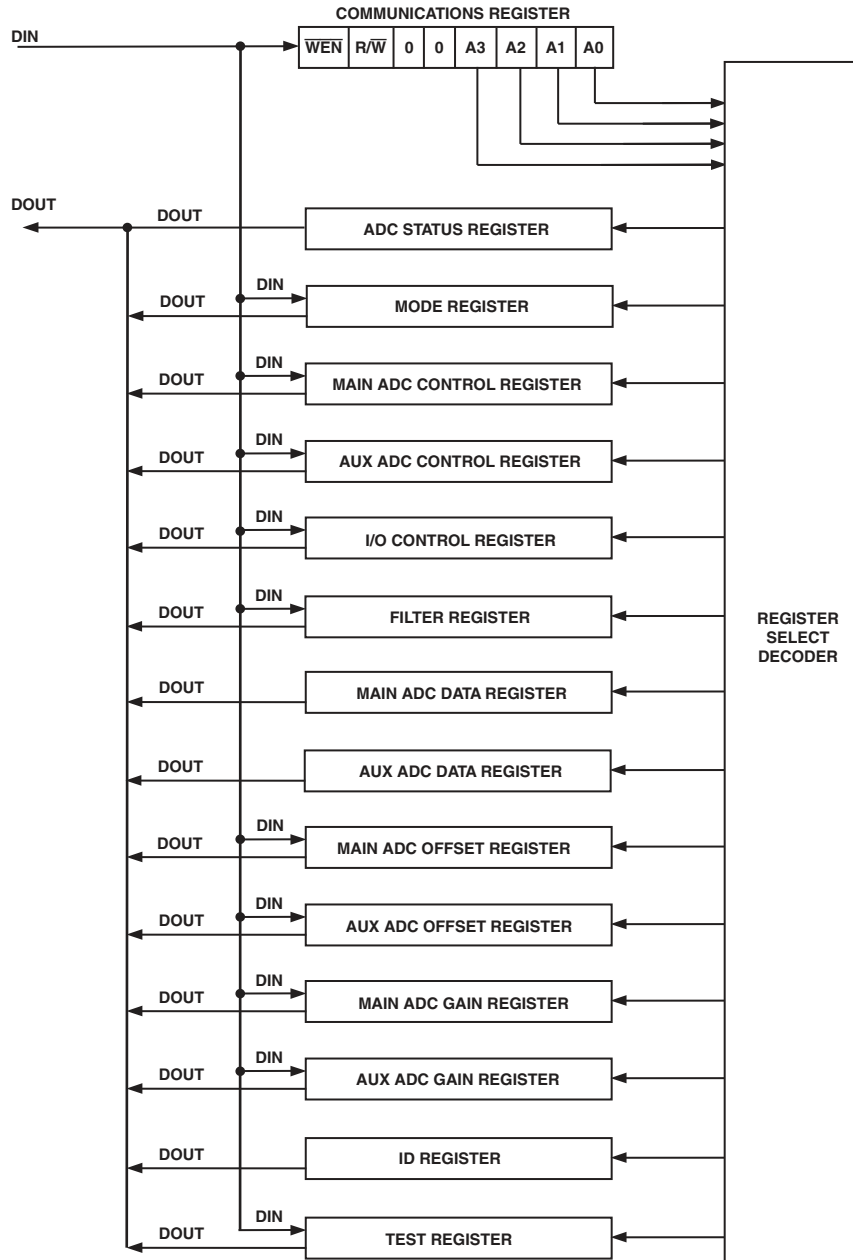 COMMUNICATIONS REGISTER
DIN
WEN R/W 0 0 A3 A2 A1 A0
DOUT
DOUT
ADC STATUS REGISTER
DIN
DOUT
MODE REGISTER
DIN
DOUT
MAIN ADC CONTROL REGISTER
DIN
DOUT
AUX ADC CONTROL REGISTER
DIN
DOUT
I/O CONTROL REGISTER
DIN
DOUT
FILTER REGISTER
REGISTER
SELECT
DECODER
DOUT
MAIN ADC DATA REGISTER
DOUT
AUX ADC DATA REGISTER
DIN
DOUT
MAIN ADC OFFSET REGISTER
DIN
DOUT
AUX ADC OFFSET REGISTER
DIN
DOUT
MAIN ADC GAIN REGISTER
DIN
DOUT
AUX ADC GAIN REGISTER
DOUT
ID REGISTER
DIN
DOUT
TEST REGISTER